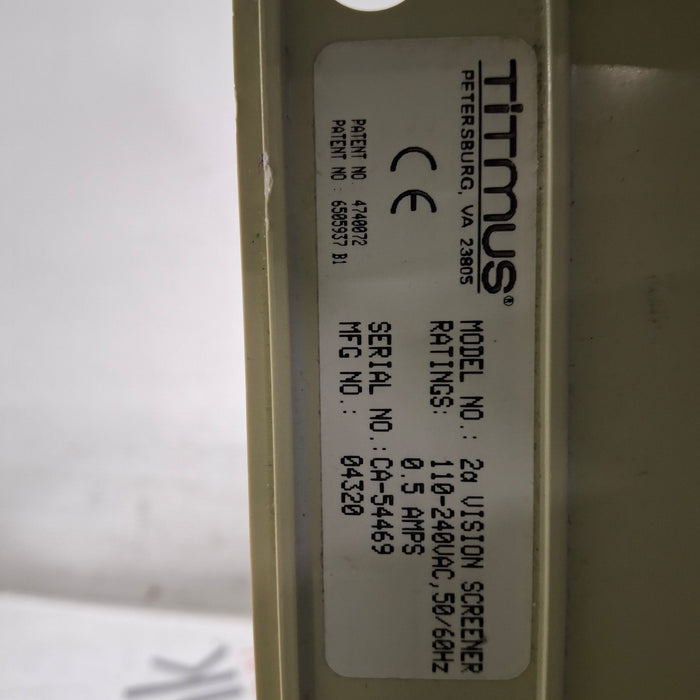 TiTMUS®
PETERSBURG, VA 23805
CE
PATENT NO: 4740072
PATENT NO: 6505937 B1
MODEL NO.: 2a VISION SCREENER
RATINGS: 110-240VAC, 50/60Hz
0.5 AMPS
SERIAL NO.: CA-54469
MFG NO.: 04320